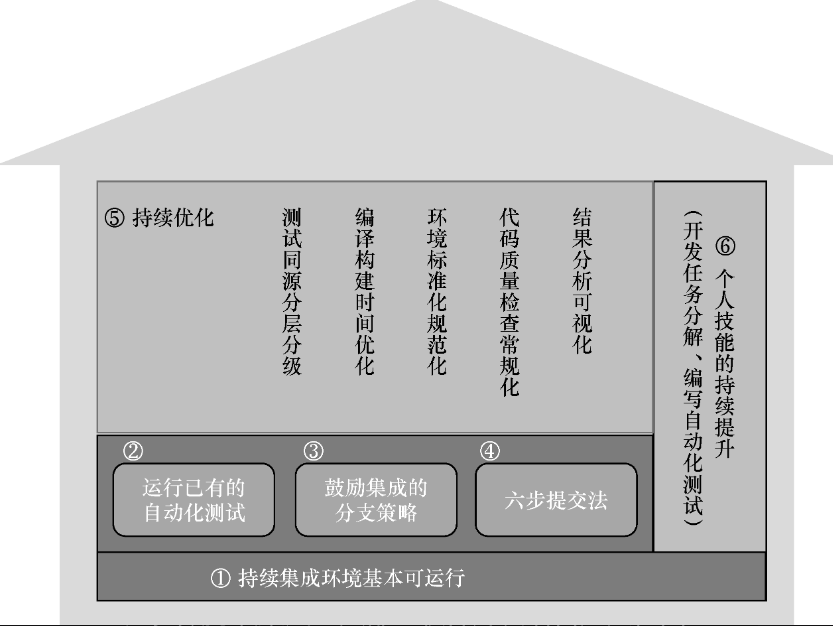 ⑤ 持续优化
测试同源分层分级
编译构建时间优化
环境标准化规范化
代码质量检查常规化
结果分析可视化
⑥ 个人技能的持续提升
(开发任务分解、编写自动化测试)
②
运行已有的
自动化测试
③
鼓励集成的
分支策略
④
六步提交法
① 持续集成环境基本可运行